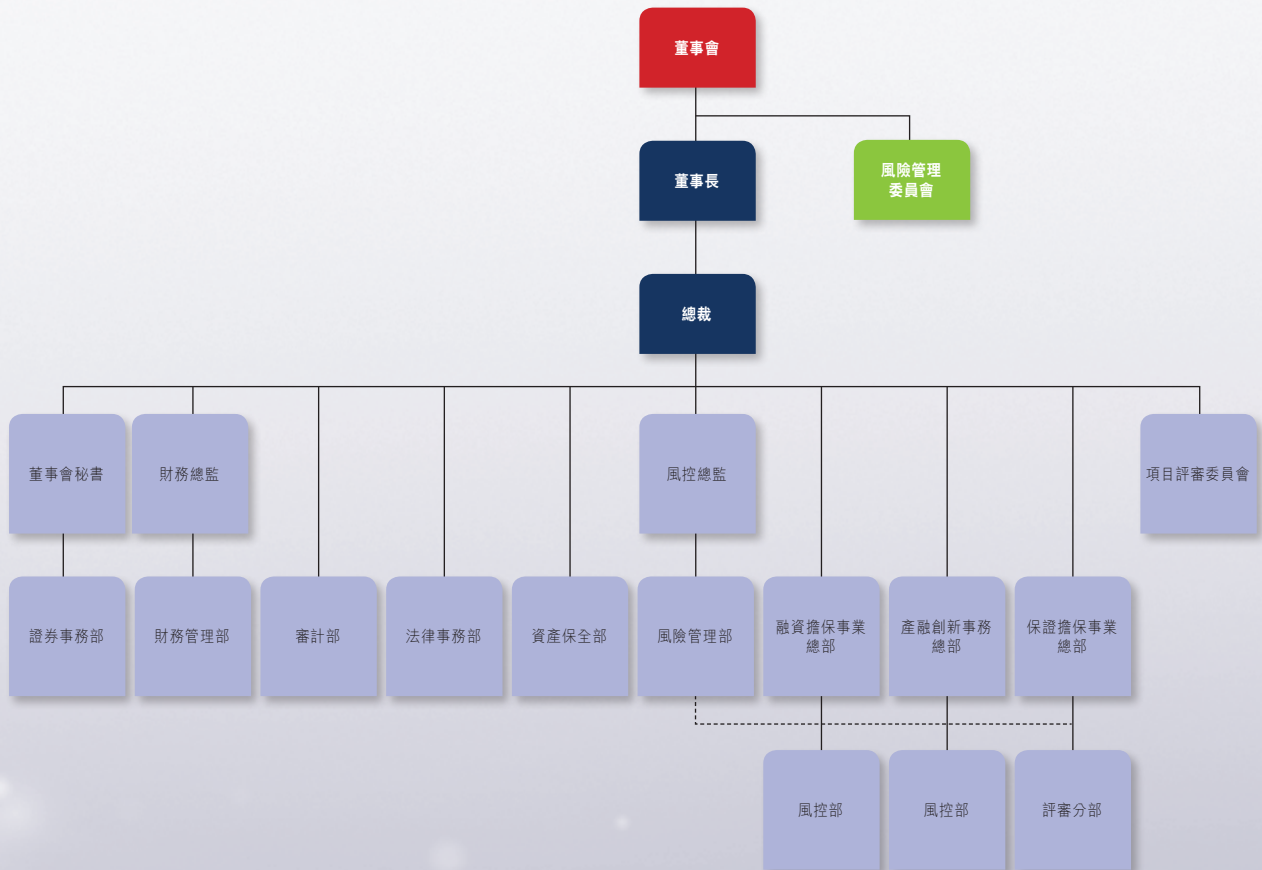 董事會
董事長
風險管理
委員會
總裁
董事會秘書
財務總監
風控總監
項目評審委員會
證券事務部
財務管理部
審計部
法律事務部
資產保全部
風險管理部
融資擔保事業
總部
產融創新事務
總部
保證擔保事業
總部
風控部
風控部
評審分部